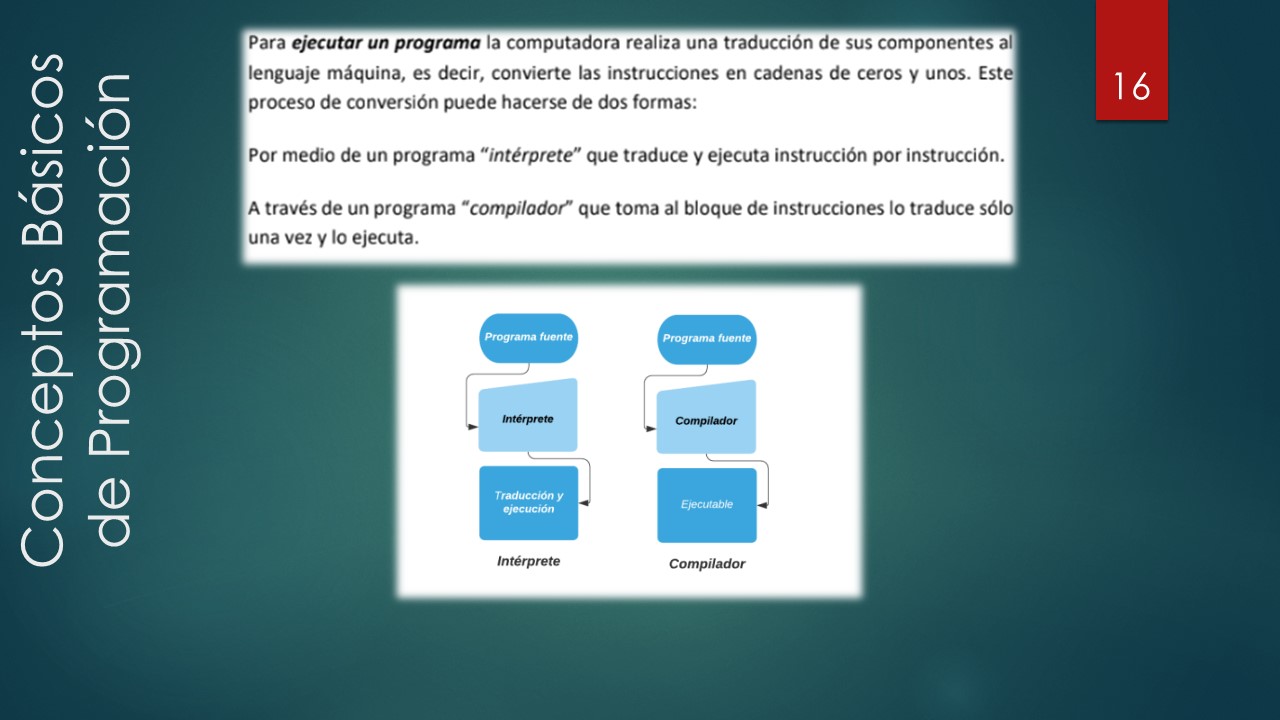 Conceptos Básicos
de Programación
16
Para ejecutar un programa la computadora realiza una traducción de sus componentes al
lenguaje máquina, es decir, convierte las instrucciones en cadenas de ceros y unos. Este
proceso de conversión puede hacerse de dos formas:
Por medio de un programa “intérprete” que traduce y ejecuta instrucción por instrucción.
A través de un programa “compilador” que toma al bloque de instrucciones lo traduce sólo
una vez y lo ejecuta.
Programa fuente
Intérprete
Traducción y
ejecución
Intérprete
Programa fuente
Compilador
Ejecutable
Compilador